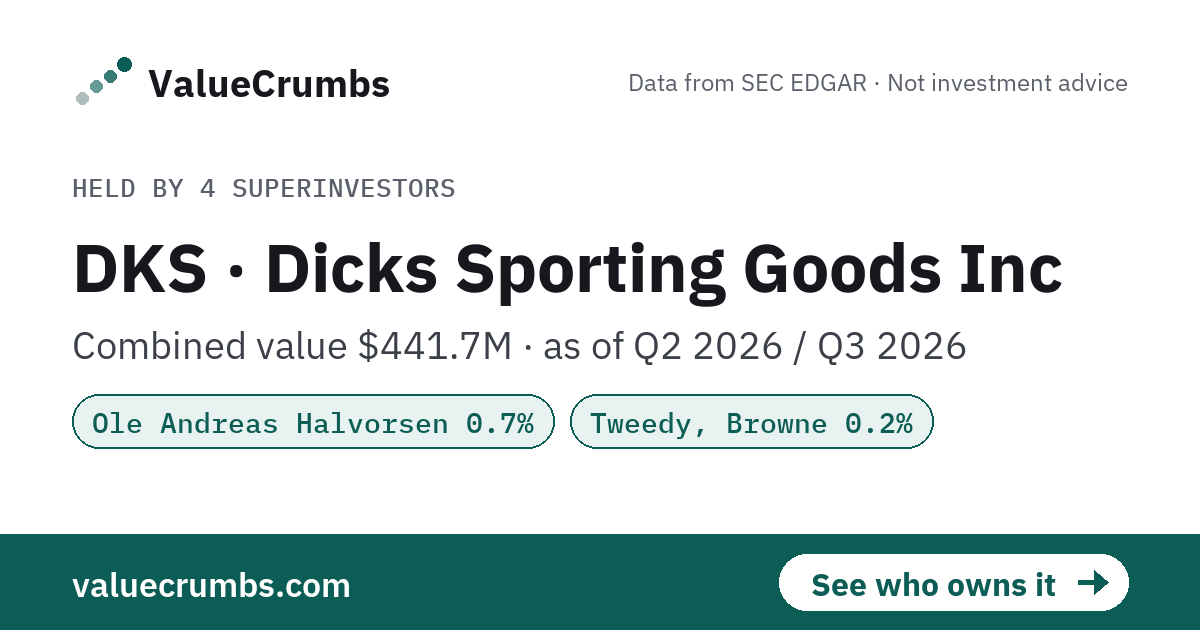 ValueCrumbs
Data from SEC EDGAR · Not investment advice
HELD BY 4 SUPERINVESTORS
DKS · Dicks Sporting Goods Inc
Combined value $441.7M · as of Q2 2026 / Q3 2026
Ole Andreas Halvorsen 0.7%
Tweedy, Browne 0.2%
valuecrumbs.com
See who owns it →